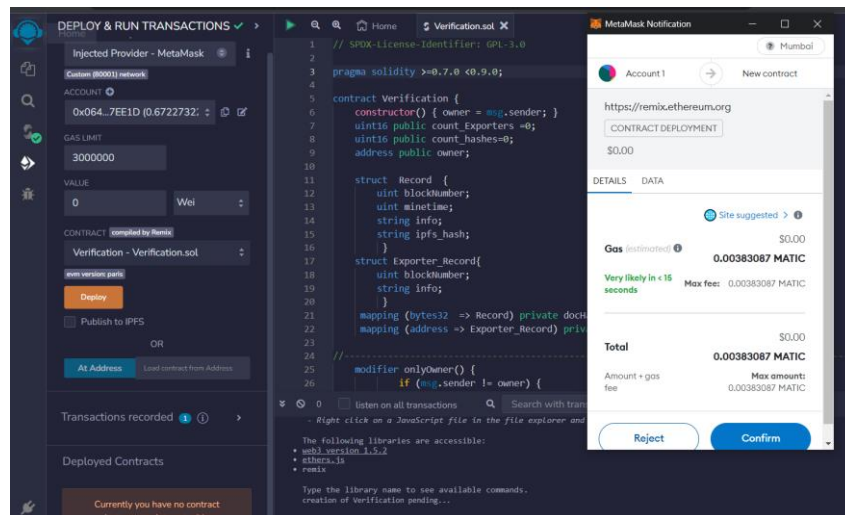 DEPLOY & RUN TRANSACTIONS
Home
Injected Provider - MetaMask
Custom (80001) network
ACCOUNT
0x064...7EE1D (0.6722732
GAS LIMIT
3000000
VALUE
0
Wei
CONTRACT compiled by Remix
Verification - Verification.sol
evm version: paris
Deploy
Publish to IPFS
OR
At Address
Load contract from Address
Transactions recorded 1
Deployed Contracts
Currently you have no contract
Home
Verification.sol
1 // SPDX-License-Identifier: GPL-3.0
2
3 pragma solidity >=0.7.0 <0.9.0;
4
5 contract Verification {
6 constructor() { owner = msg.sender; }
7 uint16 public count_Exporters =0;
8 uint16 public count_hashes=0;
9 address public owner;
10
11 struct Record {
12 uint blockNumber;
13 uint minetime;
14 string info;
15 string ipfs_hash;
16 }
17 struct Exporter_Record{
18 uint blockNumber;
19 string info;
20 }
21 mapping (bytes32 => Record) private docHa
22 mapping (address => Exporter_Record) priv
23
24 //----------------------------------------
25 modifier onlyOwner() {
26 if (msg.sender != owner) {
0
listen on all transactions
Search with tran
- Right click on a JavaScript file in the file explorer and
The following libraries are accessible:
web3 version 1.5.2
ethers.js
remix
Type the library name to see available commands.
creation of Verification pending...
MetaMask Notification
Mumbai
Account 1
New contract
https://remix.ethereum.org
CONTRACT DEPLOYMENT
$0.00
DETAILS
DATA
Site suggested >
Gas (estimated)
$0.00
0.00383087 MATIC
Very likely in < 15
seconds
Max fee: 0.00383087 MATIC
Total
$0.00
0.00383087 MATIC
Amount + gas
fee
Max amount:
0.00383087 MATIC
Reject
Confirm